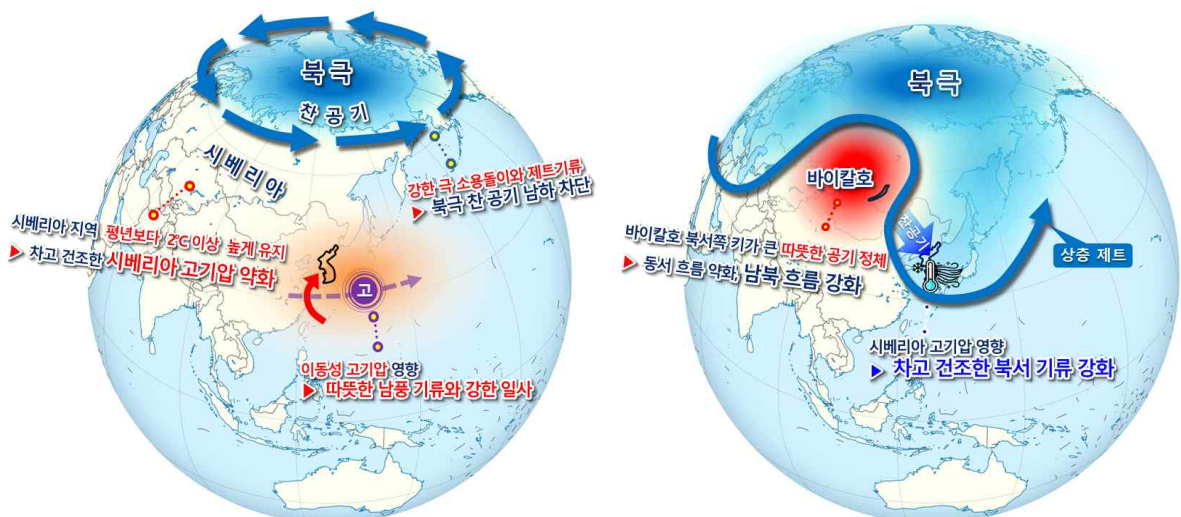 북극
찬공기
시베리아
강한 극 소용돌이와 제트기류
▶ 북극 찬 공기 남하 차단
시베리아 지역 평년보다 2℃ 이상 높게 유지
▶ 차고 건조한 시베리아 고기압 약화
고
이동성 고기압 영향
▶ 따뜻한 남풍 기류와 강한 일사
북극
바이칼호
찬공기
바이칼호 북서쪽 키가 큰 따뜻한 공기 정체
▶ 동서 흐름 약화, 남북 흐름 강화
상층 제트
시베리아 고기압 영향
▶ 차고 건조한 북서 기류 강화